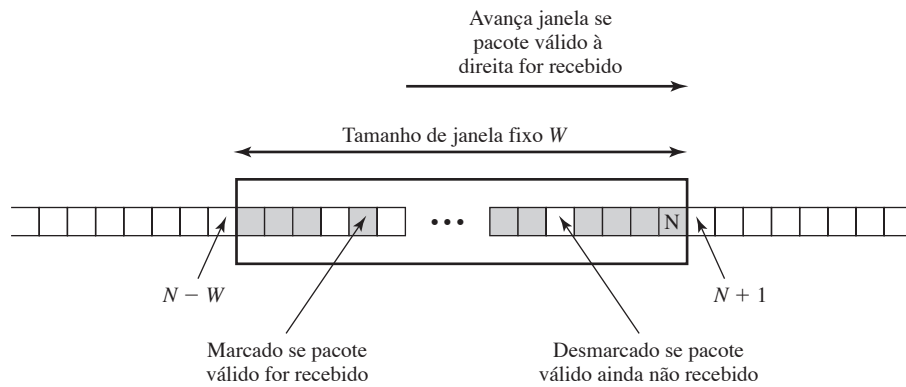 Avança janela se
pacote válido à
direita for recebido
Tamanho de janela fixo W
N
N − W
N + 1
Marcado se pacote
válido for recebido
Desmarcado se pacote
válido ainda não recebido